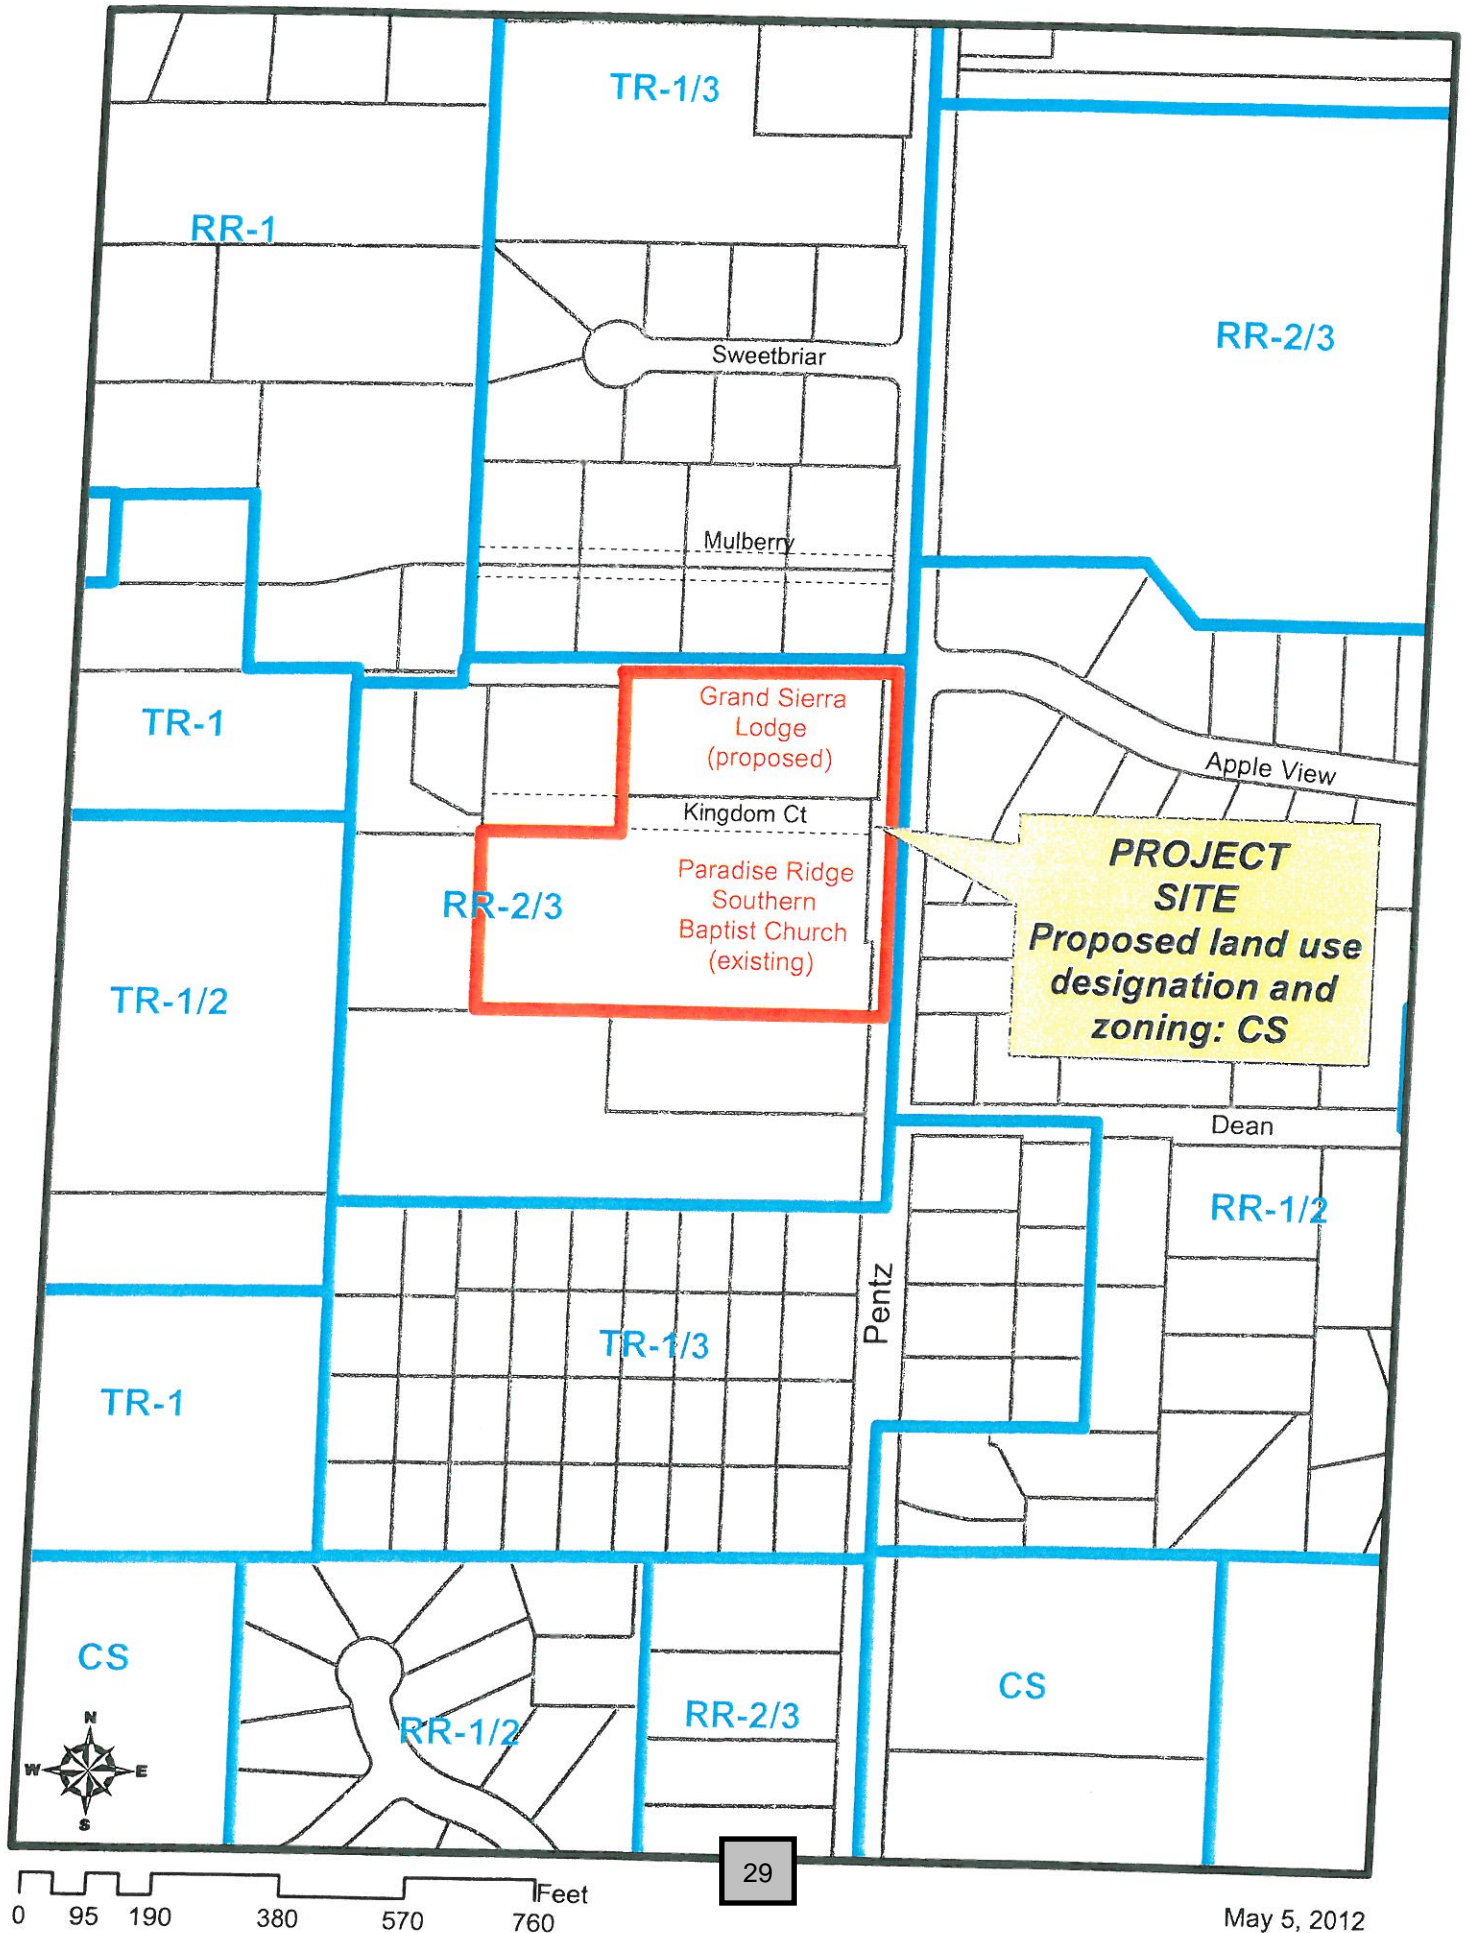 TR-1/3
RR-1
RR-2/3
Sweetbriar
Mulberry
Grand Sierra
Lodge
(proposed)
TR-1
Apple View
Kingdom Ct
PROJECT
SITE
Proposed land use
designation and
zoning: CS
Paradise Ridge
Southern
Baptist Church
(existing)
RR-2/3
TR-1/2
Dean
RR-1/2
Pentz
TR-1/3
TR-1
CS
CS
RR-2/3
RR-1/2
N
W
E
S
29
Feet
0 95 190 380 570 760
May 5, 2012